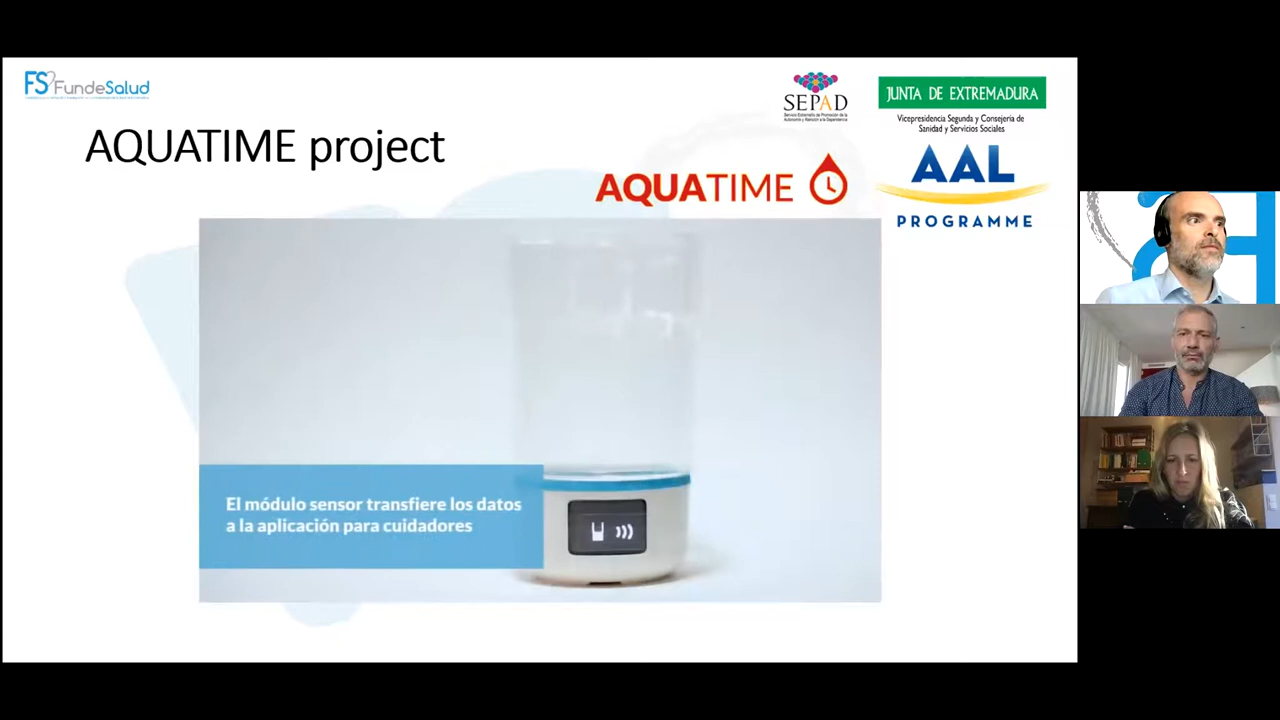 FS FundeSalud
SEPAD
Servicio Extremeño de Promoción de la
Autonomía y Atención a la Dependencia
JUNTA DE EXTREMADURA
Vicepresidencia Segunda y Consejería de
Sanidad y Servicios Sociales
AQUATIME project
AQUATIME
AAL
PROGRAMME
El módulo sensor transfiere los datos
a la aplicación para cuidadores